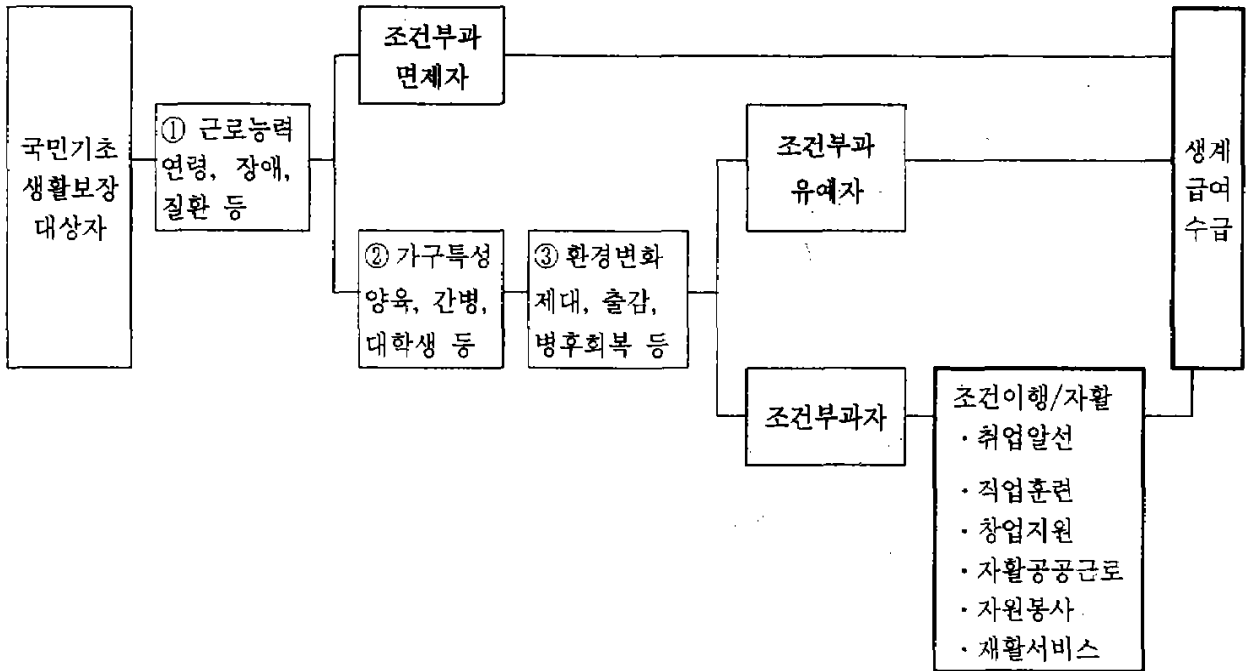 국민기초
생활보장
대상자
① 근로능력
연령, 장애,
질환 등
조건부과
면제자
② 가구특성
양육, 간병,
대학생 등
③ 환경변화
제대, 출감,
병후회복 등
조건부과
유예자
조건부과자
조건이행/자활
· 취업알선
· 직업훈련
· 창업지원
· 자활공공근로
· 자원봉사
· 재활서비스
생계
급여
수급